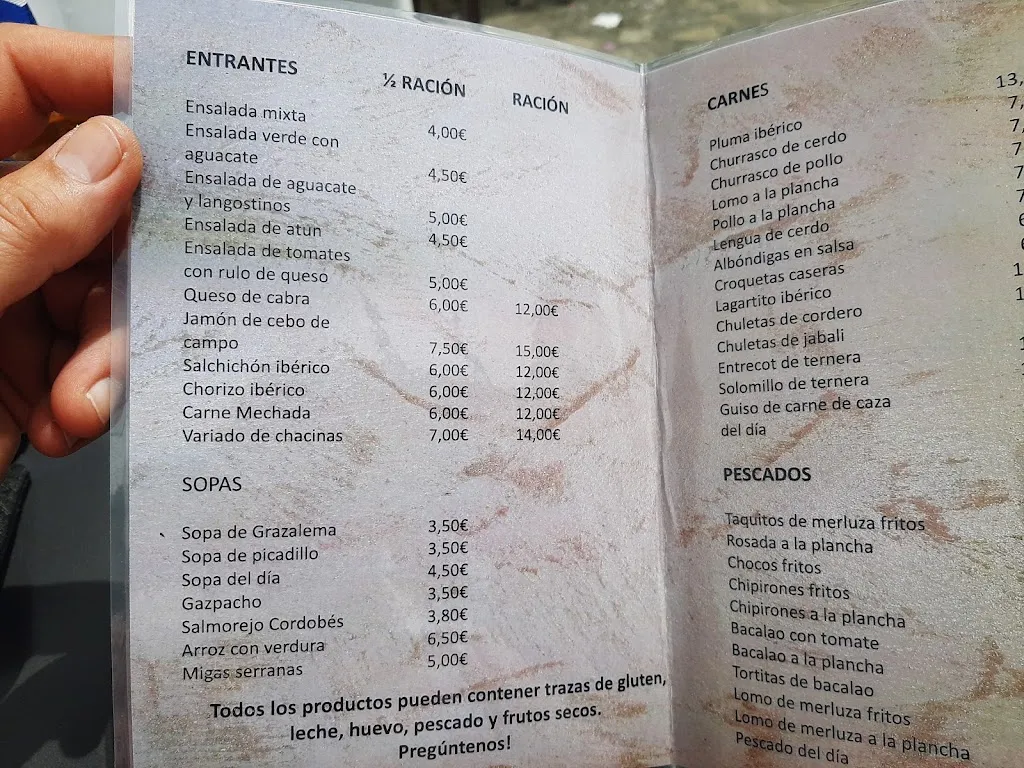 ENTRANTES ½ RACIÓN RACIÓN
Ensalada mixta 4,00€
Ensalada verde con
aguacate 4,50€
Ensalada de aguacate
y langostinos 5,00€
Ensalada de atun 4,50€
Ensalada de tomates
con rulo de queso 5,00€
Queso de cabra 6,00€ 12,00€
Jamón de cebo de
campo 7,50€ 15,00€
Salchichón ibérico 6,00€ 12,00€
Chorizo ibérico 6,00€ 12,00€
Carne Mechada 6,00€ 12,00€
Variado de chacinas 7,00€ 14,00€
SOPAS
Sopa de Grazalema 3,50€
Sopa de picadillo 3,50€
Sopa del día 4,50€
Gazpacho 3,50€
Salmorejo Cordobés 3,80€
Arroz con verdura 6,50€
Migas serranas 5,00€
Todos los productos pueden contener trazas de gluten,
leche, huevo, pescado y frutos secos.
Pregúntenos!
CARNES
Pluma ibérico 13,
Churrasco de cerdo 7,
Churrasco de pollo 7,
Lomo a la plancha 7
Pollo a la plancha 7
Lengua de cerdo 7
Albóndigas en salsa
Croquetas caseras
Lagartito ibérico 1
Chuletas de cordero 1
Chuletas de jabali
Entrecot de ternera 1
Solomillo de ternera
Guiso de carne de caza
del día
PESCADOS
Taquitos de merluza fritos
Rosada a la plancha
Chocos fritos
Chipirones fritos
Chipirones a la plancha
Bacalao con tomate
Bacalao a la plancha
Tortitas de bacalao
Lomo de merluza fritos
Lomo de merluza a la plancha
Pescado del día